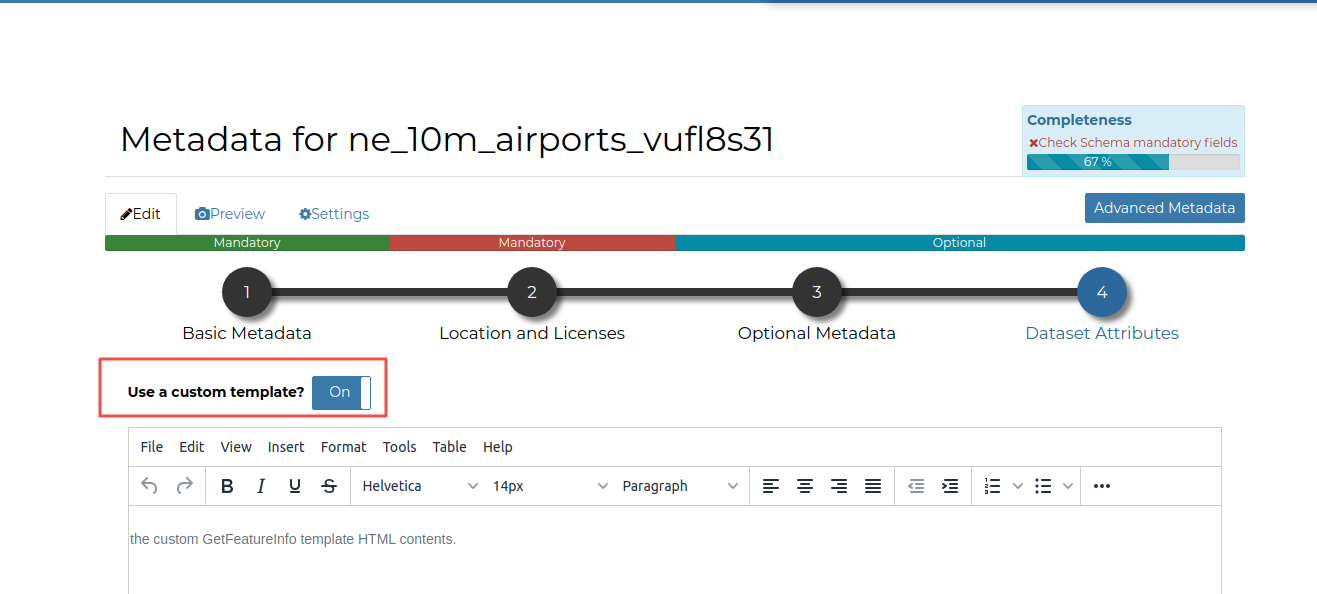 Metadata for ne_10m_airports_vufl8s31
Completeness
✖Check Schema mandatory fields
67 %
Edit Preview Settings
Advanced Metadata
Mandatory Mandatory Optional
1 2 3 4
Basic Metadata Location and Licenses Optional Metadata Dataset Attributes
Use a custom template? On
File Edit View Insert Format Tools Table Help
B I U S Helvetica 14px Paragraph
the custom GetFeatureInfo template HTML contents.